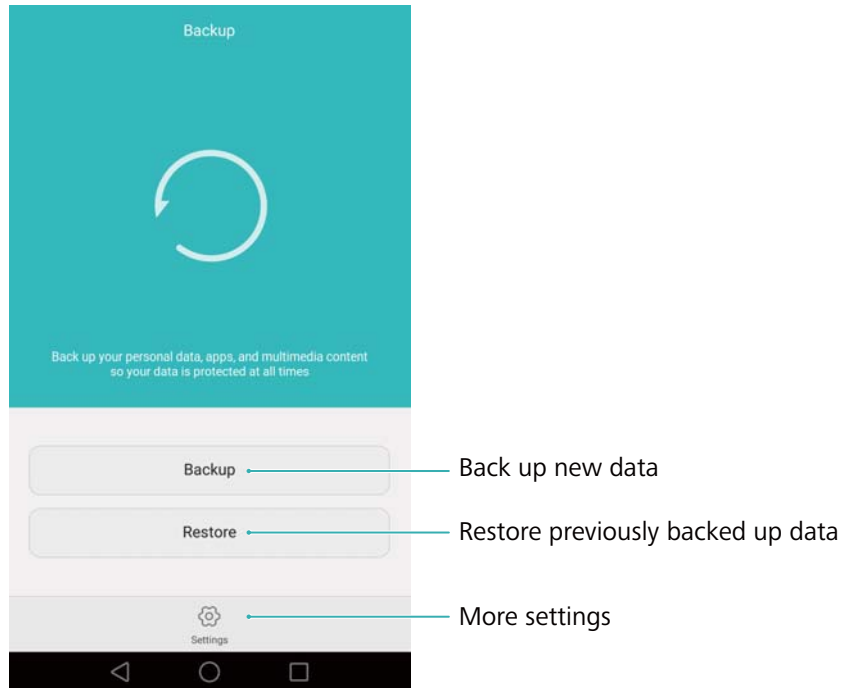 Backup
Back up your personal data, apps, and multimedia content
so your data is protected at all times
Backup
Back up new data
Restore
Restore previously backed up data
More settings
Settings